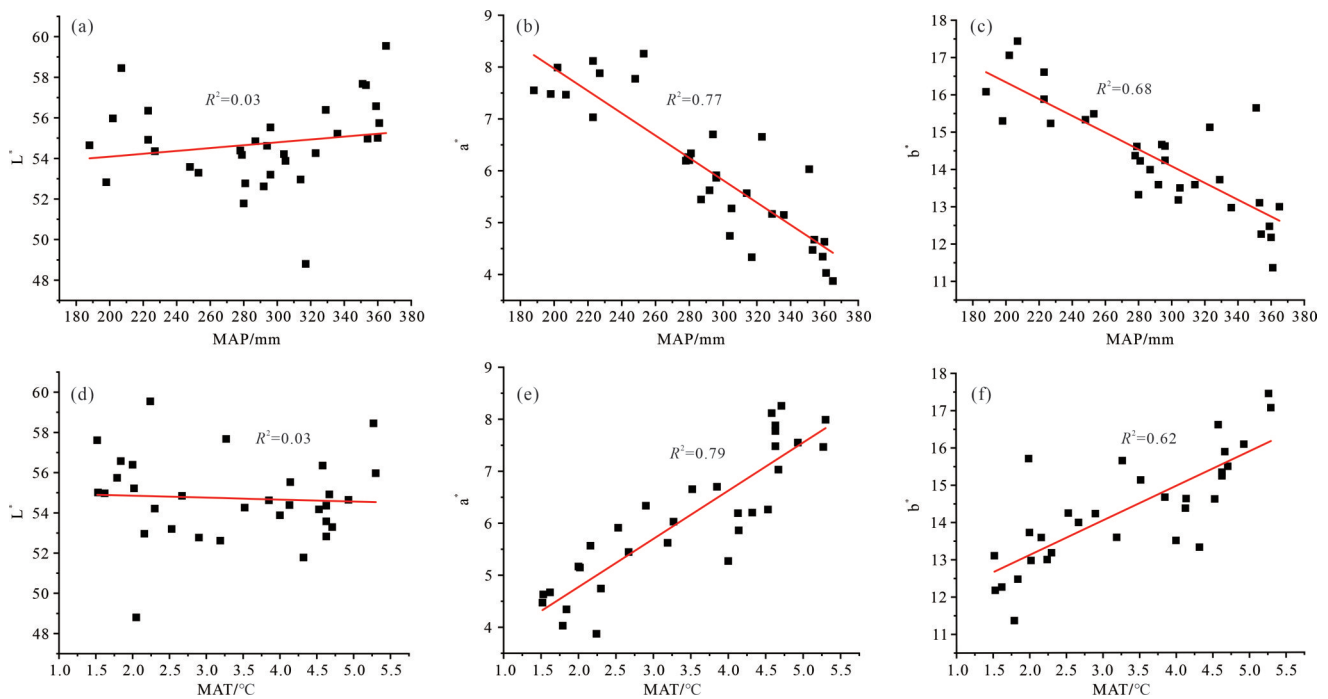 (a)
R²=0.03
L*
60
58
56
54
52
50
48
180 200 220 240 260 280 300 320 340 360 380
MAP/mm
(b)
R²=0.77
a*
9
8
7
6
5
4
180 200 220 240 260 280 300 320 340 360 380
MAP/mm
(c)
R²=0.68
b*
18
17
16
15
14
13
12
11
180 200 220 240 260 280 300 320 340 360 380
MAP/mm
(d)
R²=0.03
L*
60
58
56
54
52
50
48
1.0 1.5 2.0 2.5 3.0 3.5 4.0 4.5 5.0 5.5
MAT/°C
(e)
R²=0.79
a*
9
8
7
6
5
4
1.0 1.5 2.0 2.5 3.0 3.5 4.0 4.5 5.0 5.5
MAT/°C
(f)
R²=0.62
b*
18
17
16
15
14
13
12
11
1.0 1.5 2.0 2.5 3.0 3.5 4.0 4.5 5.0 5.5
MAT/°C